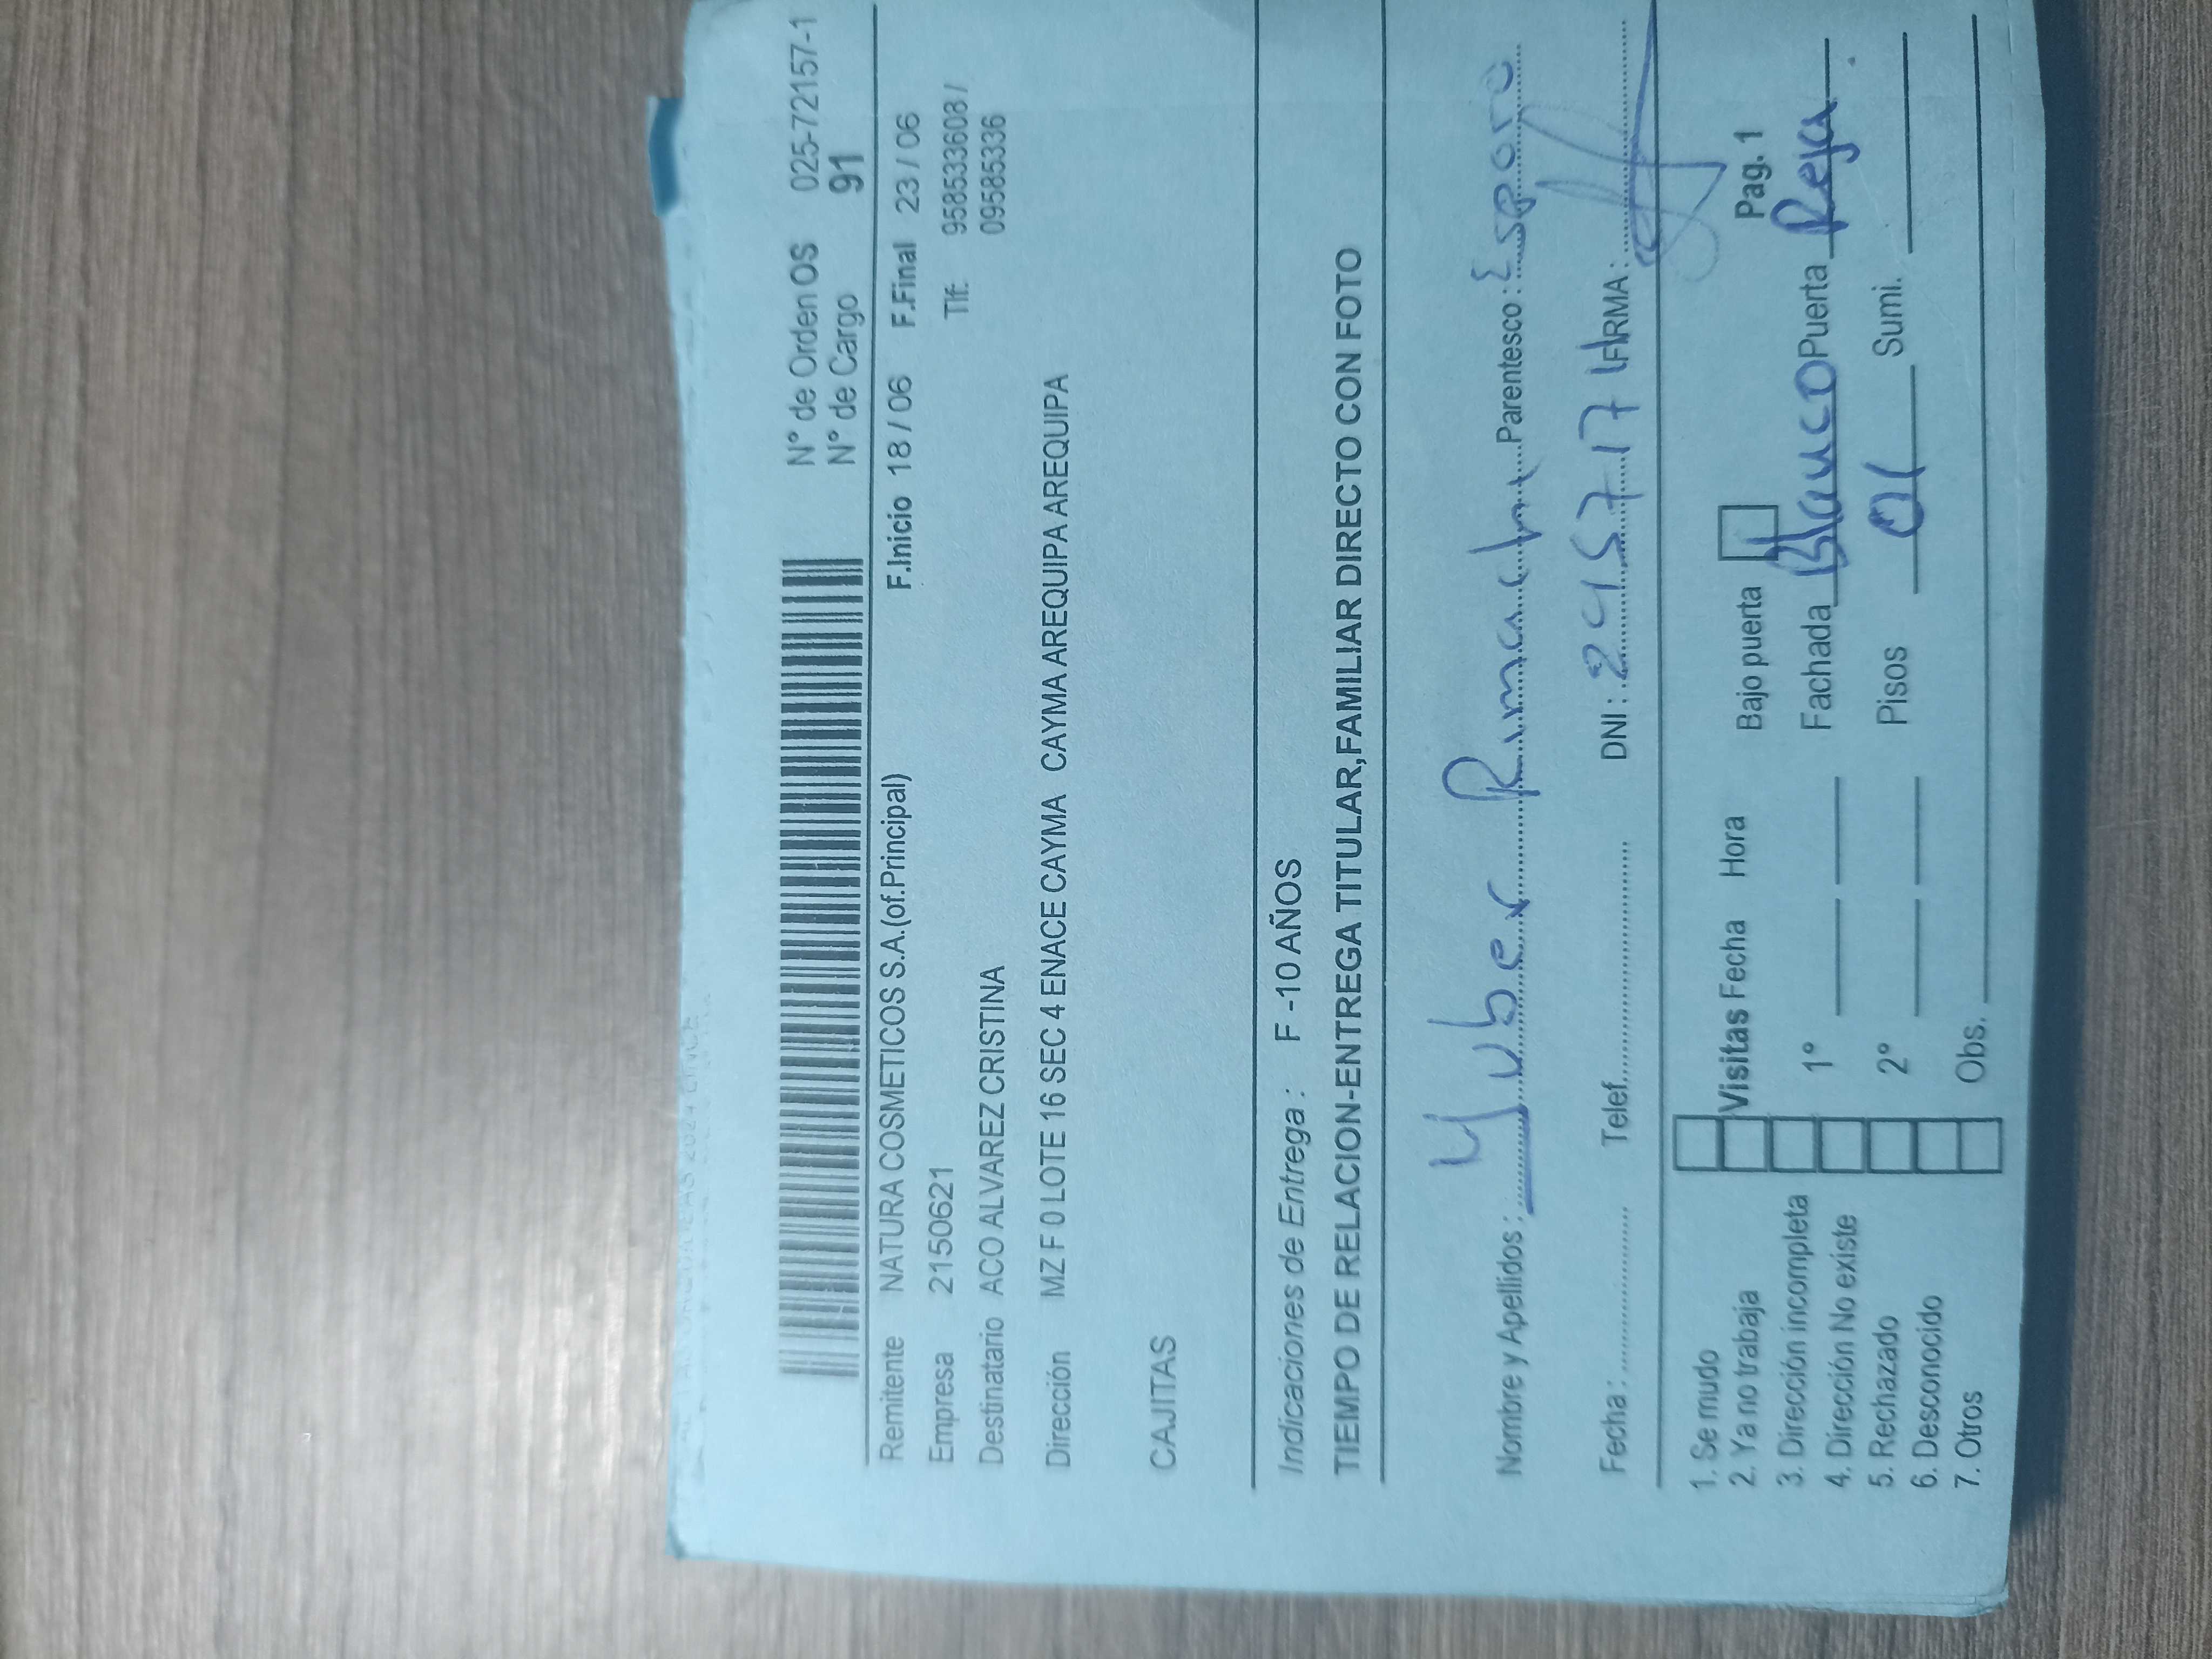 N° de Orden OS 025-72157-1
N° de Cargo 91
Remitente NATURA COSMETICOS S.A.(of.Principal) F.Inicio 18 / 06 F.Final 23 / 06
Empresa 2150621 Tlf. 9585533608 /
Destinatario ACO ALVAREZ CRISTINA 09585336
Dirección MZ F 0 LOTE 16 SEC 4 ENACE CAYMA CAYMA AREQUIPA AREQUIPA
CAJITAS
Indicaciones de Entrega : F -10 AÑOS
TIEMPO DE RELACION-ENTREGA TITULAR,FAMILIAR DIRECTO CON FOTO
Nombre y Apellidos : Yuber Rimachi Parentesco : Esposo
Fecha : Telef. DNI : FIRMA :
1. Se mudo
2. Ya no trabaja Visitas Fecha Hora Bajo puerta Pag. 1
3. Dirección incompleta 1° Fachada Blanco Puerta Reja
4. Dirección No existe
5. Rechazado 2° Pisos 01 Sumi.
6. Desconocido
7. Otros Obs.